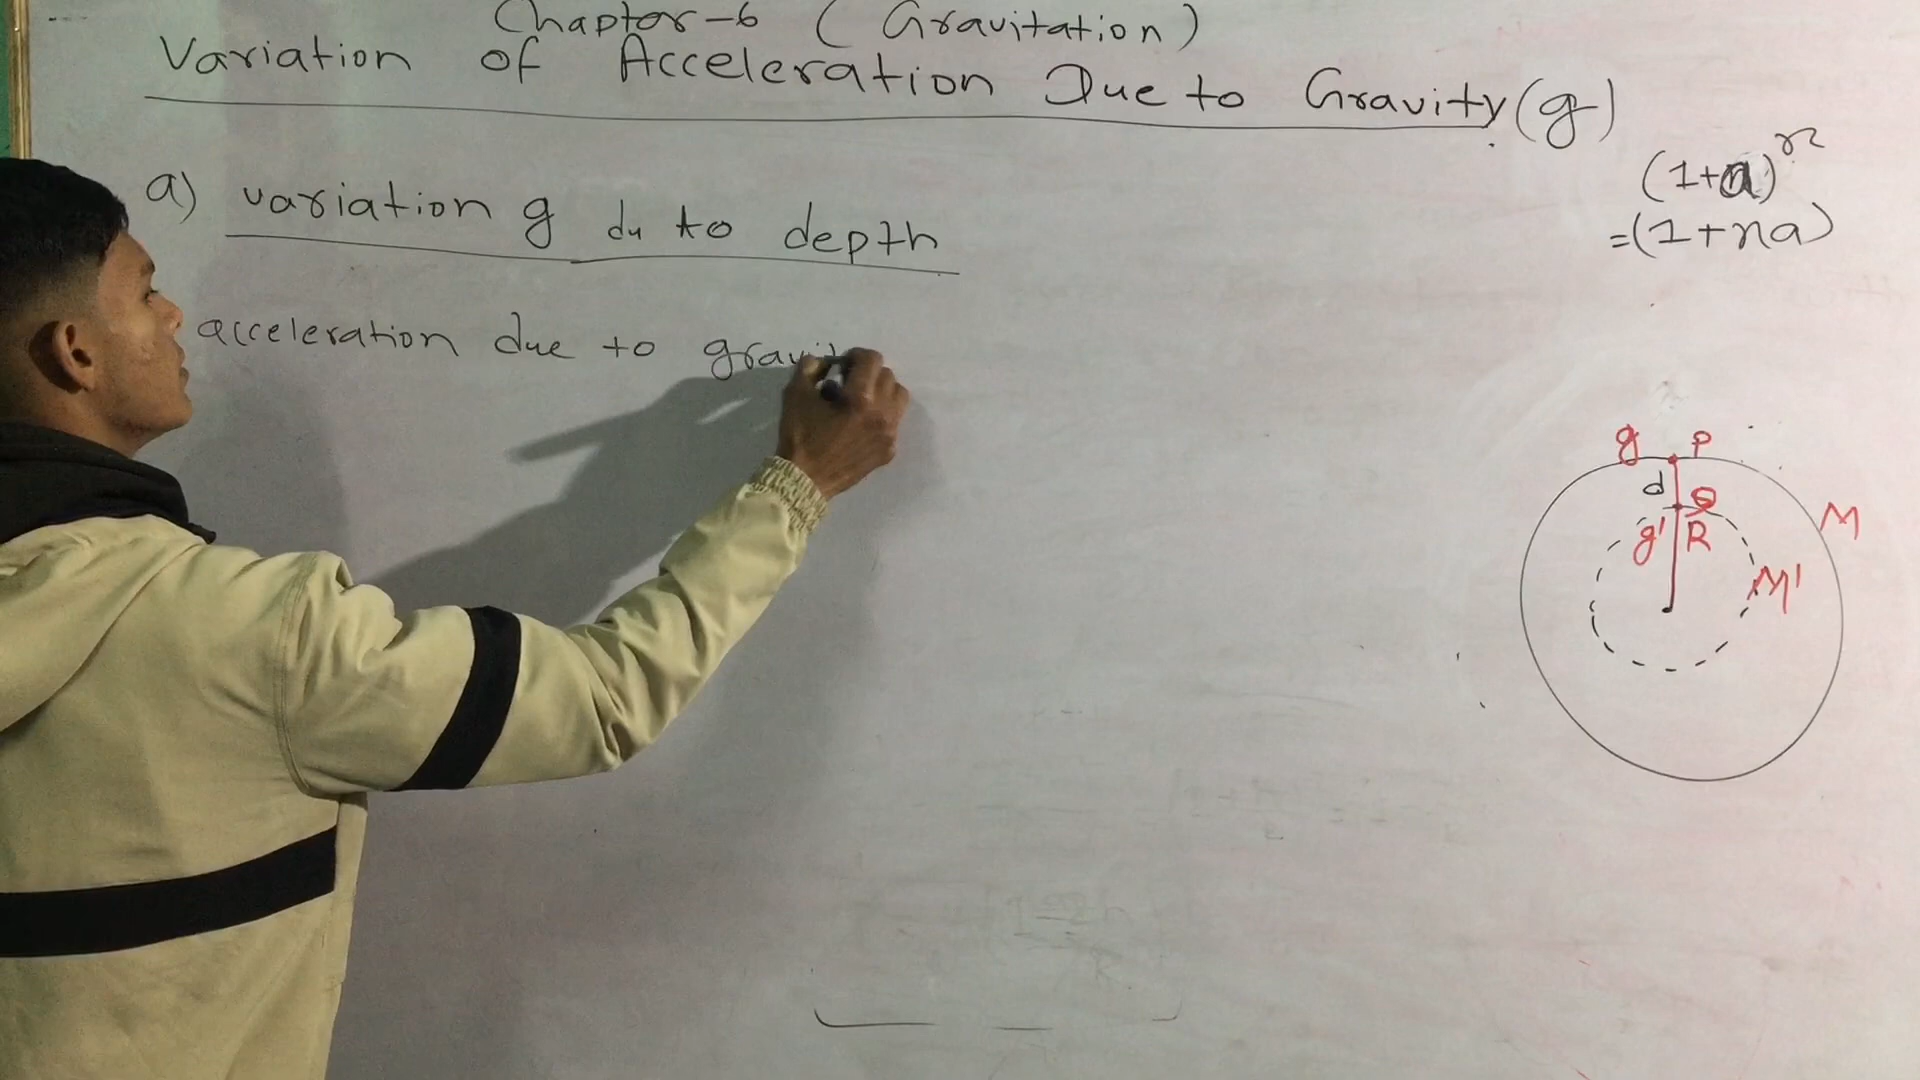 Chapter-6 (Gravitation)
Variation of Acceleration Due to Gravity (g)
(1+a)^n
=(1+na)
a) variation g du to depth
acceleration due to gravit
g P
d Q
g' R
M
M'